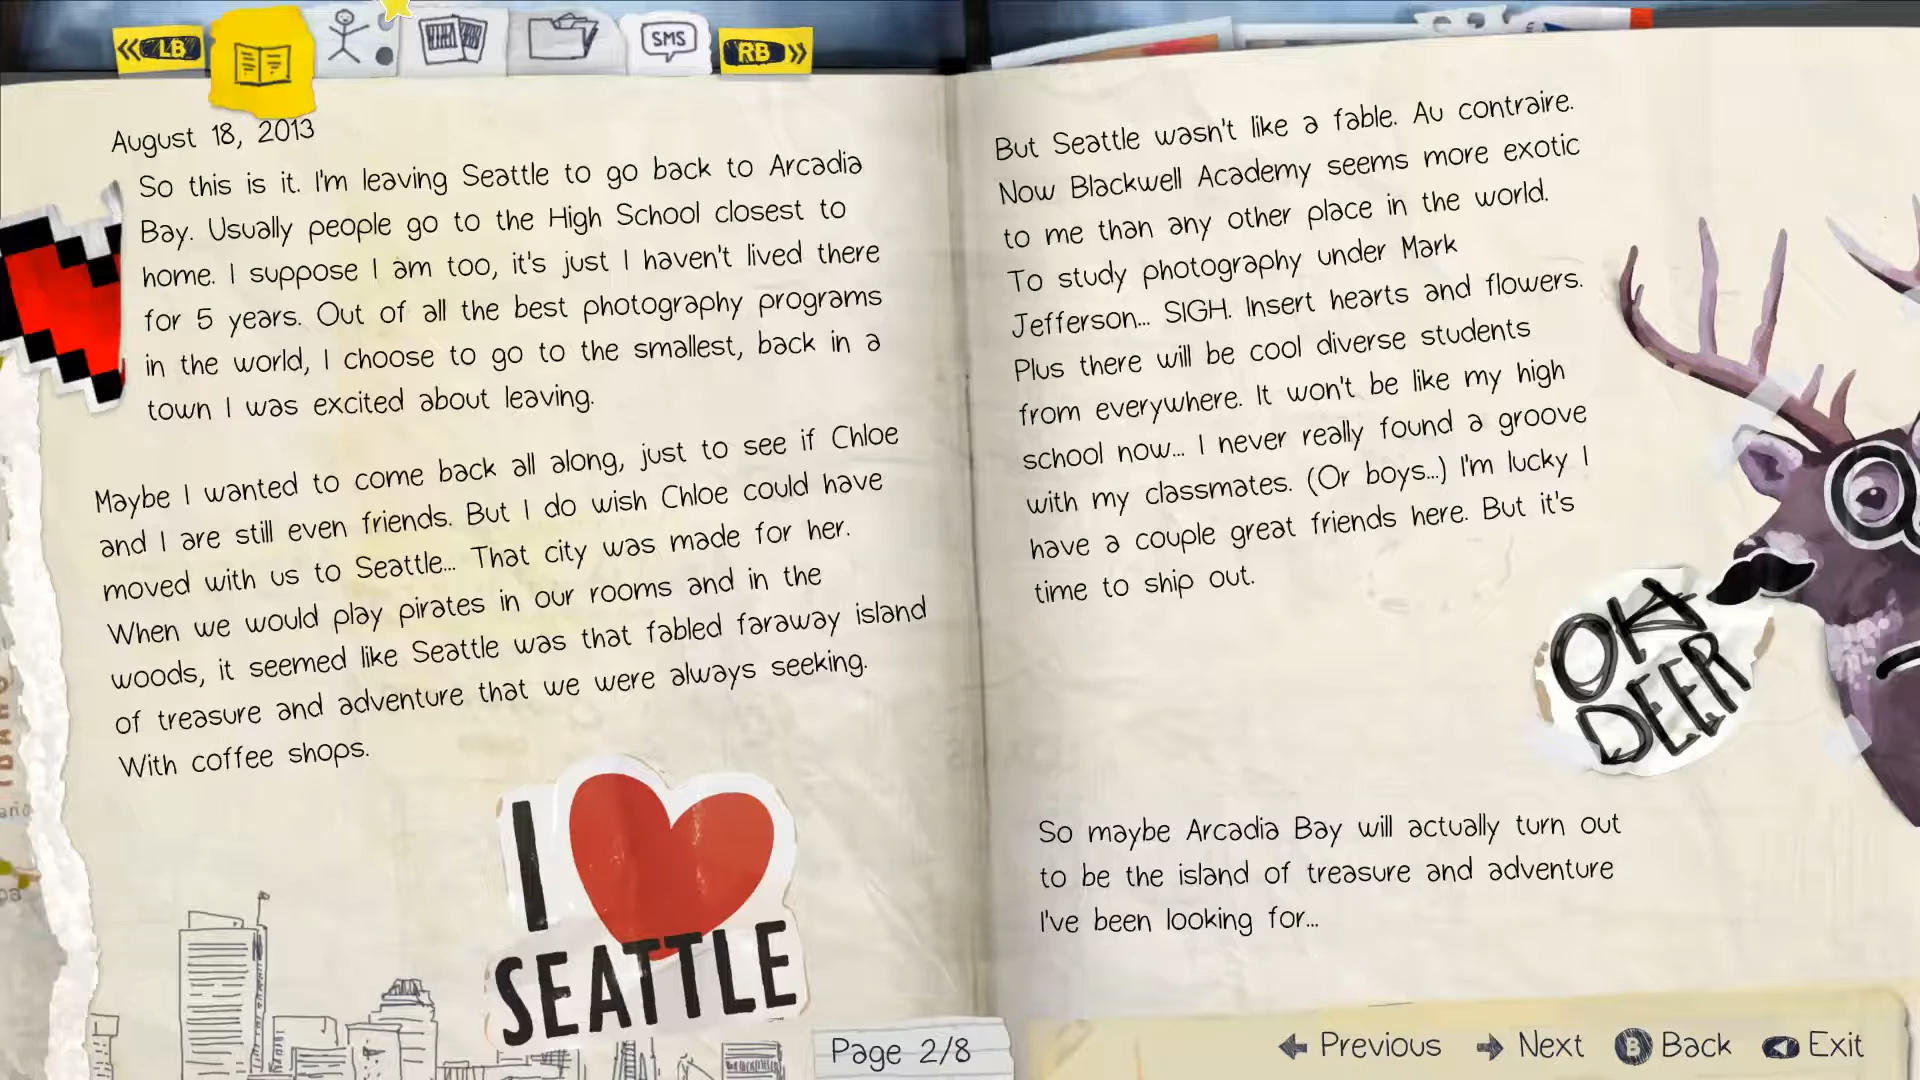 LB
SMS
RB
August 18, 2013
So this is it. I'm leaving Seattle to go back to Arcadia
Bay. Usually people go to the High School closest to
home. I suppose I am too, it's just I haven't lived there
for 5 years. Out of all the best photography programs
in the world, I choose to go to the smallest, back in a
town I was excited about leaving.
Maybe I wanted to come back all along, just to see if Chloe
and I are still even friends. But I do wish Chloe could have
moved with us to Seattle... That city was made for her.
When we would play pirates in our rooms and in the
woods, it seemed like Seattle was that fabled faraway island
of treasure and adventure that we were always seeking.
With coffee shops.
I
SEATTLE
Page 2/8
But Seattle wasn't like a fable. Au contraire.
Now Blackwell Academy seems more exotic
to me than any other place in the world.
To study photography under Mark
Jefferson... SIGH. Insert hearts and flowers.
Plus there will be cool diverse students
from everywhere. It won't be like my high
school now... I never really found a groove
with my classmates. (Or boys...) I'm lucky I
have a couple great friends here. But it's
time to ship out.
OKI
DEER
So maybe Arcadia Bay will actually turn out
to be the island of treasure and adventure
I've been looking for...
Previous
Next
B Back
Exit